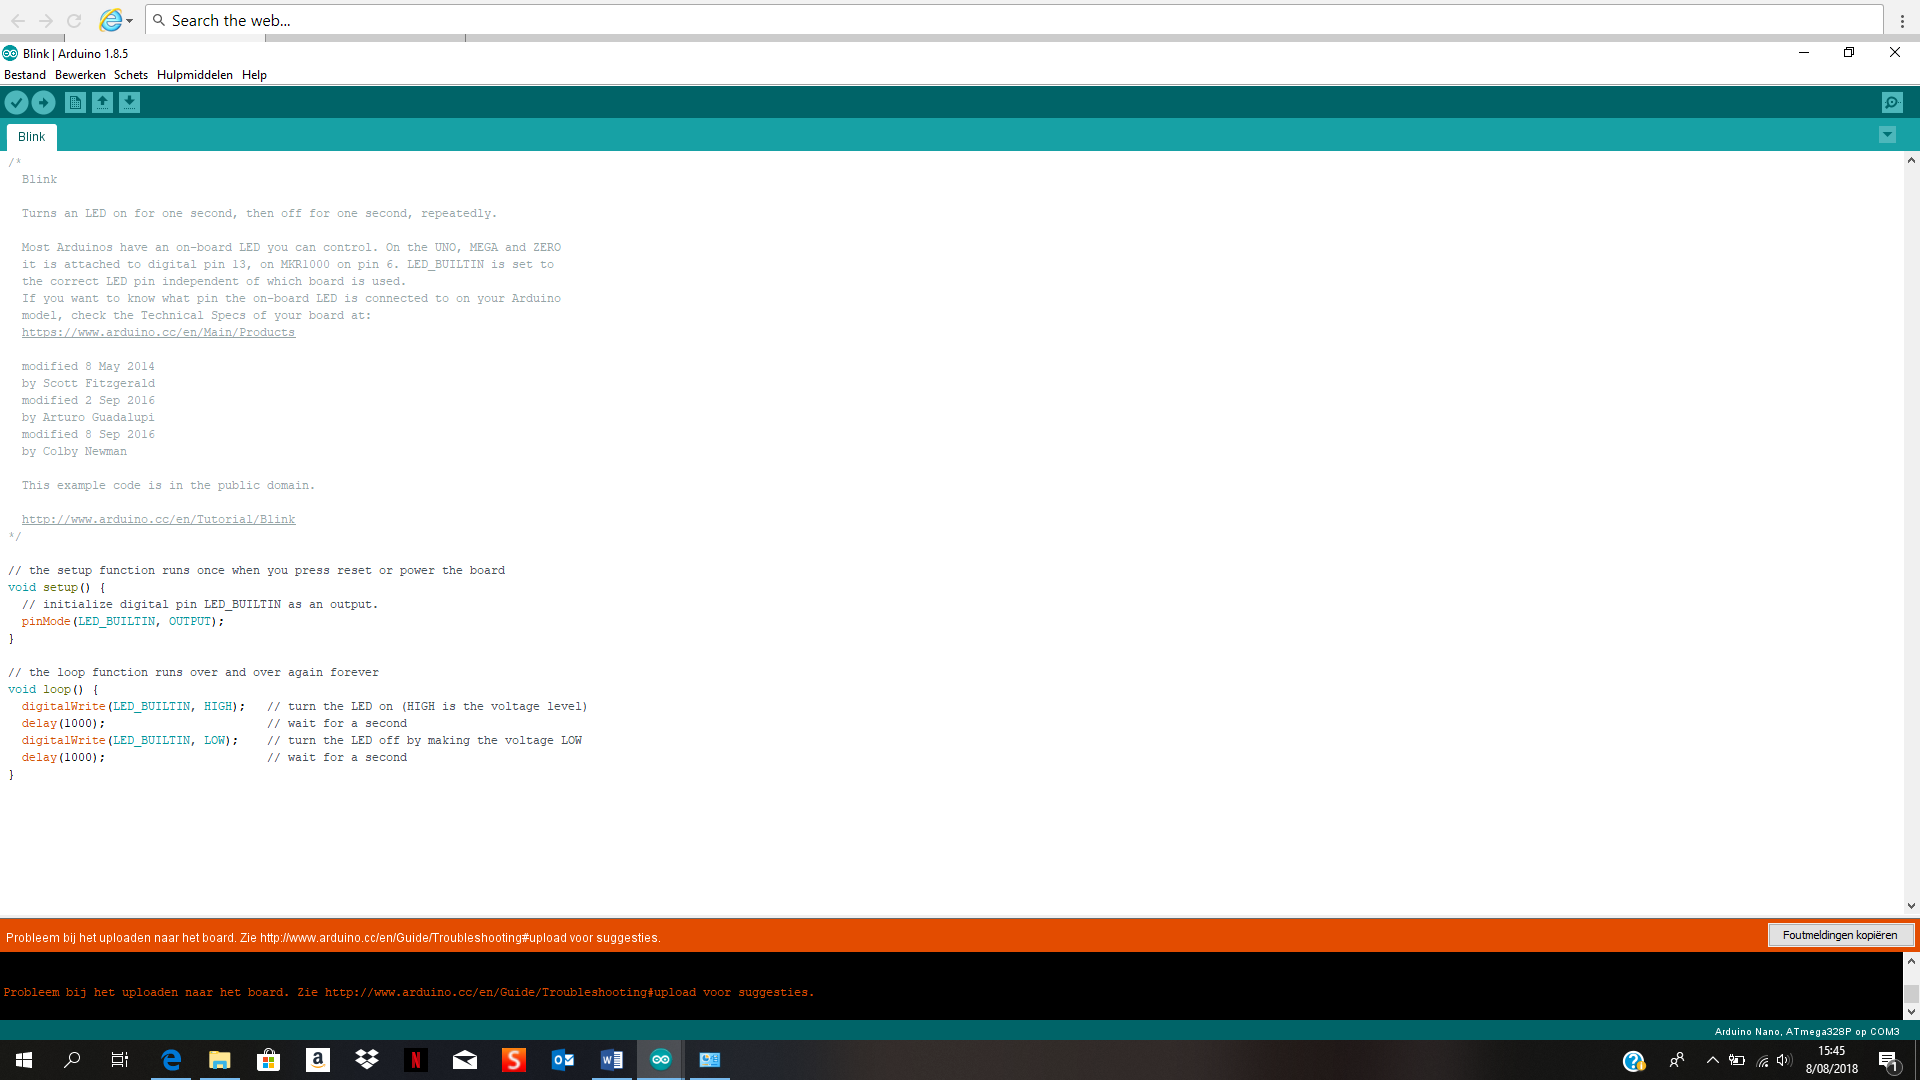 Search the web...
Blink | Arduino 1.8.5
Bestand Bewerken Schets Hulpmiddelen Help
Blink
/*
Blink
Turns an LED on for one second, then off for one second, repeatedly.
Most Arduinos have an on-board LED you can control. On the UNO, MEGA and ZERO
it is attached to digital pin 13, on MKR1000 on pin 6. LED_BUILTIN is set to
the correct LED pin independent of which board is used.
If you want to know what pin the on-board LED is connected to on your Arduino
model, check the Technical Specs of your board at:
https://www.arduino.cc/en/Main/Products
modified 8 May 2014
by Scott Fitzgerald
modified 2 Sep 2016
by Arturo Guadalupi
modified 8 Sep 2016
by Colby Newman
This example code is in the public domain.
http://www.arduino.cc/en/Tutorial/Blink
*/
// the setup function runs once when you press reset or power the board
void setup() {
// initialize digital pin LED_BUILTIN as an output.
pinMode(LED_BUILTIN, OUTPUT);
}
// the loop function runs over and over again forever
void loop() {
digitalWrite(LED_BUILTIN, HIGH); // turn the LED on (HIGH is the voltage level)
delay(1000); // wait for a second
digitalWrite(LED_BUILTIN, LOW); // turn the LED off by making the voltage LOW
delay(1000); // wait for a second
}
Probleem bij het uploaden naar het board. Zie http://www.arduino.cc/en/Guide/Troubleshooting#upload voor suggesties. Foutmeldingen kopiëren
Probleem bij het uploaden naar het board. Zie http://www.arduino.cc/en/Guide/Troubleshooting#upload voor suggesties.
Arduino Nano, ATmega328P op COM3
15:45
8/08/2018
1